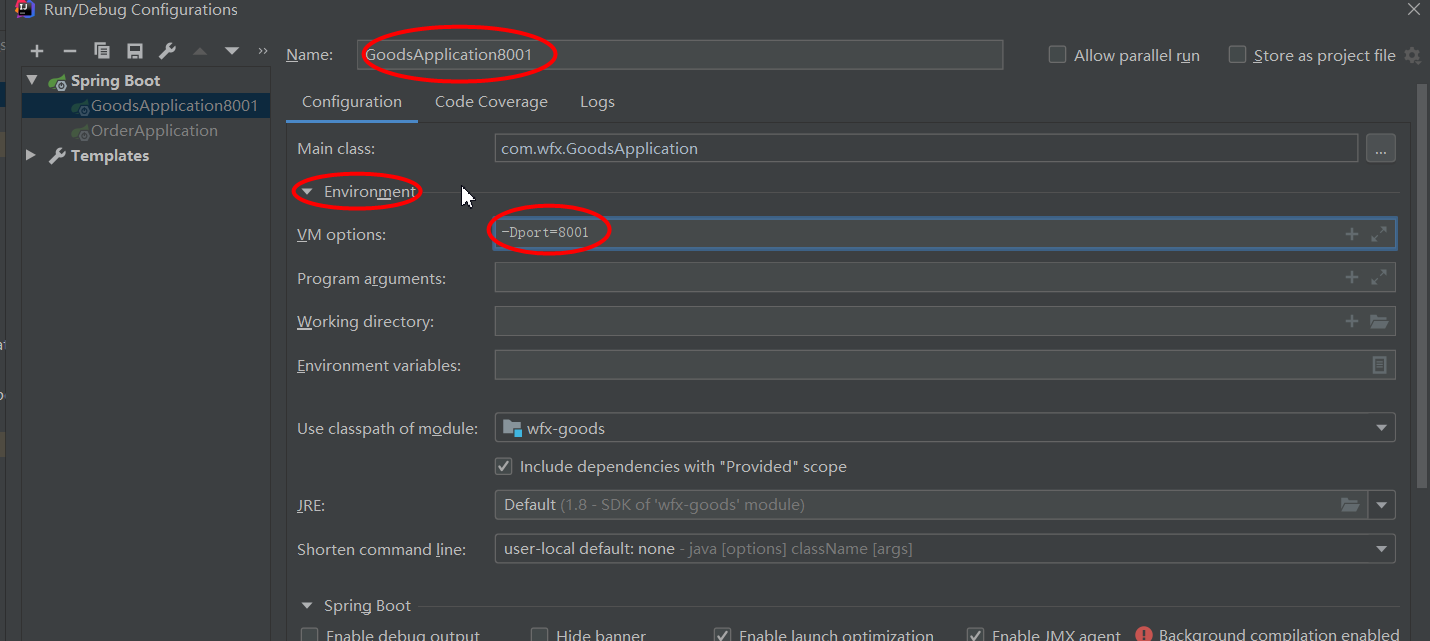 Run/Debug Configurations
Name: GoodsApplication8001 Allow parallel run Store as project file
Spring Boot
GoodsApplication8001
OrderApplication
Templates
Configuration Code Coverage Logs
Main class: com.wfx.GoodsApplication ...
Environment
VM options: -Dport=8001
Program arguments:
Working directory:
Environment variables:
Use classpath of module: wfx-goods
Include dependencies with "Provided" scope
JRE: Default (1.8 - SDK of 'wfx-goods' module)
Shorten command line: user-local default: none - java [options] className [args]
Spring Boot
Enable debug output Hide banner Enable launch optimization Enable JMX agent Background compilation enabled